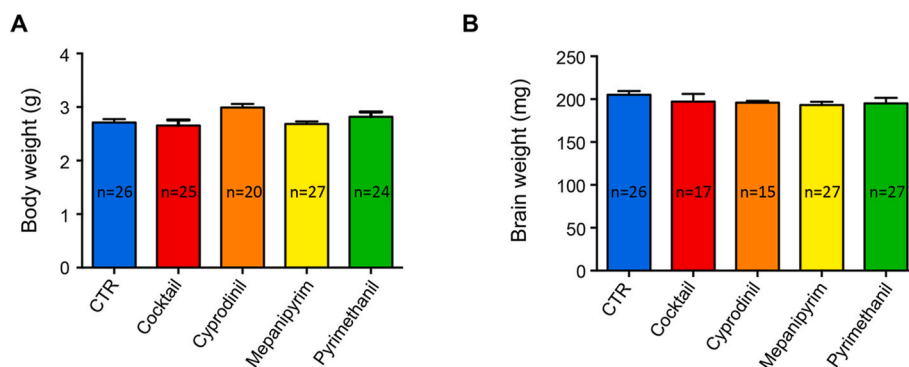 A
Body weight (g)
4
3
2
1
0
n=26
n=25
n=20
n=27
n=24
CTR
Cocktail
Cyprodinil
Mepanipyrim
Pyrimethanil
B
Brain weight (mg)
250
200
150
100
50
0
n=26
n=17
n=15
n=27
n=27
CTR
Cocktail
Cyprodinil
Mepanipyrim
Pyrimethanil